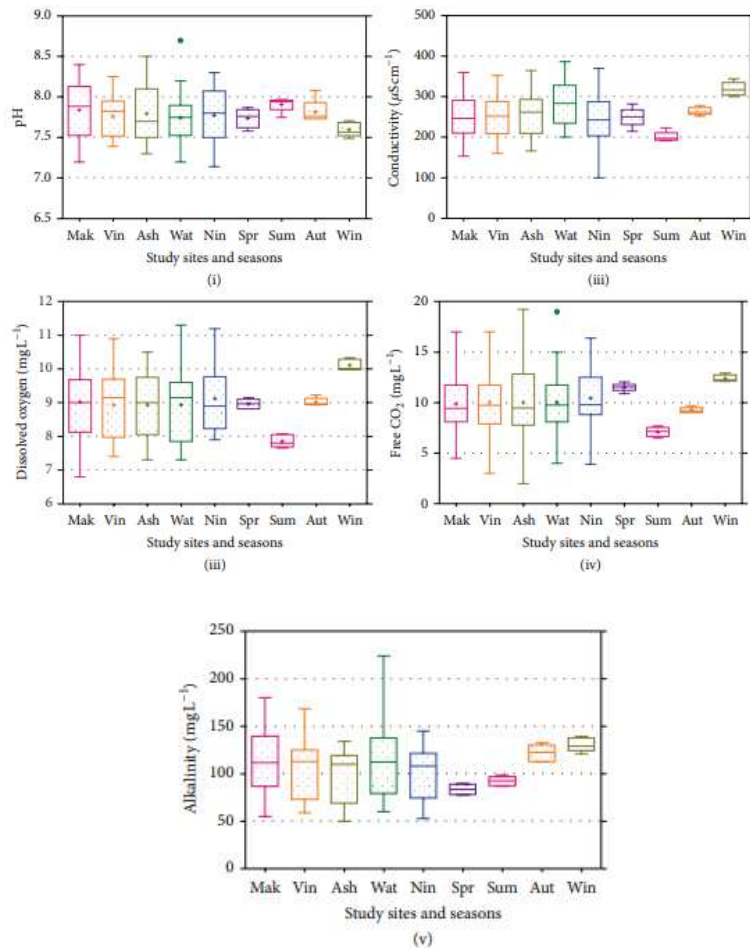 9.0
8.5
8.0
7.5
7.0
6.5
pH
Mak Vin Ash Wat Nin Spr Sum Aut Win
Study sites and seasons
(i)
500
400
300
200
100
0
Conductivity (μScm⁻¹)
Mak Vin Ash Wat Nin Spr Sum Aut Win
Study sites and seasons
(iii)
12
11
10
9
8
7
6
Dissolved oxygen (mgL⁻¹)
Mak Vin Ash Wat Nin Spr Sum Aut Win
Study sites and seasons
(iii)
20
15
10
5
0
Free CO₂ (mgL⁻¹)
Mak Vin Ash Wat Nin Spr Sum Aut Win
Study sites and seasons
(iv)
250
200
150
100
50
0
Alkalinity (mgL⁻¹)
Mak Vin Ash Wat Nin Spr Sum Aut Win
Study sites and seasons
(v)